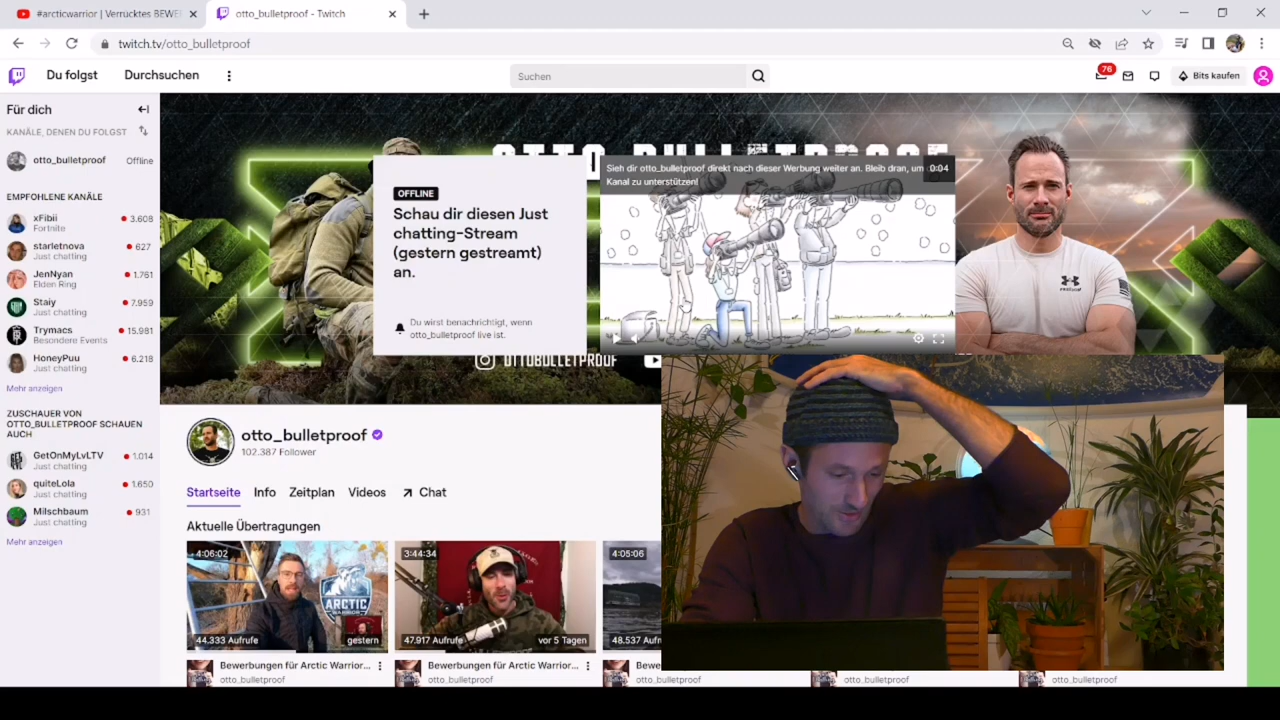 #arcticwarrior | Verrücktes BEWE
otto_bulletproof - Twitch
twitch.tv/otto_bulletproof
Du folgst
Durchsuchen
Suchen
76
Bits kaufen
Für dich
KANÄLE, DENEN DU FOLGST
otto_bulletproof
Offline
EMPFOHLENE KANÄLE
xFibii
3.608
Fortnite
starletnova
627
Just chatting
JenNyan
1.761
Elden Ring
Staiy
7.959
Just chatting
Trymacs
15.981
Besondere Events
HoneyPuu
6.218
Just chatting
Mehr anzeigen
ZUSCHAUER VON
OTTO_BULLETPROOF SCHAUEN
AUCH
GetOnMyLvLTV
1.014
Just chatting
quiteLola
1.650
Just chatting
Milschbaum
931
Just chatting
Mehr anzeigen
OTTO BULLETPROOF
OFFLINE
Schau dir diesen Just
chatting-Stream
(gestern gestreamt)
an.
Du wirst benachrichtigt, wenn
otto_bulletproof live ist.
Sieh dir otto_bulletproof direkt nach dieser Werbung weiter an. Bleib dran, um
Kanal zu unterstützen!
0:04
OTTOBULLETPROOF
otto_bulletproof
102.387 Follower
Startseite
Info
Zeitplan
Videos
Chat
Aktuelle Übertragungen
4:06:02
ARCTIC
44.333 Aufrufe
gestern
Bewerbungen für Arctic Warrior...
otto_bulletproof
3:44:34
47.917 Aufrufe
vor 5 Tagen
Bewerbungen für Arctic Warrior...
otto_bulletproof
4:05:06
48.537 Aufr
Bewe
otto_bulletproof
otto_bulletproof
otto_bulletproof